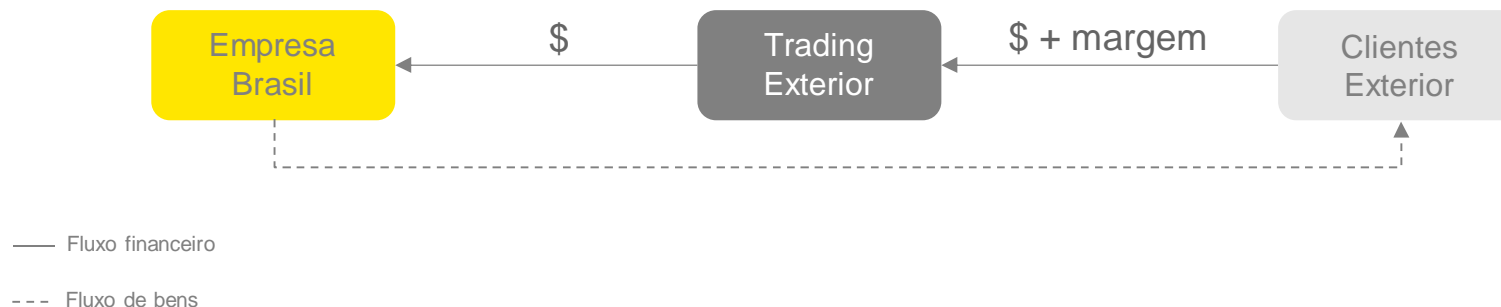 Empresa
Brasil
$
Trading
Exterior
$ + margem
Clientes
Exterior
Fluxo financeiro
Fluxo de bens